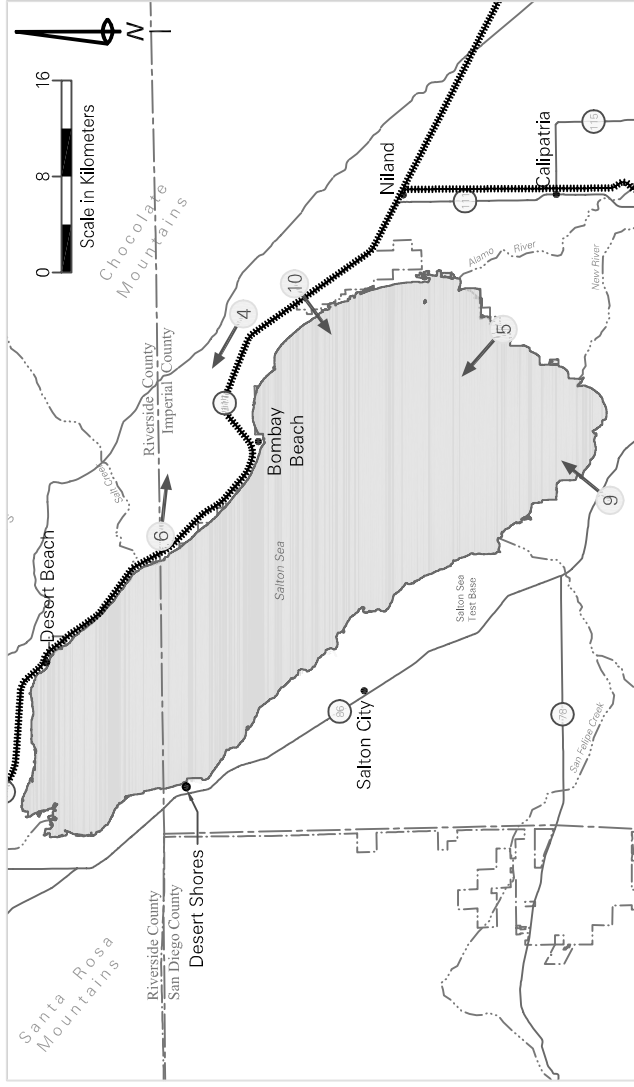 Santa Rosa
Mountains
Riverside County
San Diego County
Desert Shores
Desert Beach
Salt Creek
Riverside County
Imperial County
Chocolate
Mountains
0
8
16
Scale in Kilometers
N
6
4
10
5
9
Bombay
Beach
Salton Sea
Salton City
86
Salton Sea
Test Base
78
San Felipe Creek
Niland
Calipatria
115
Alamo River
New River